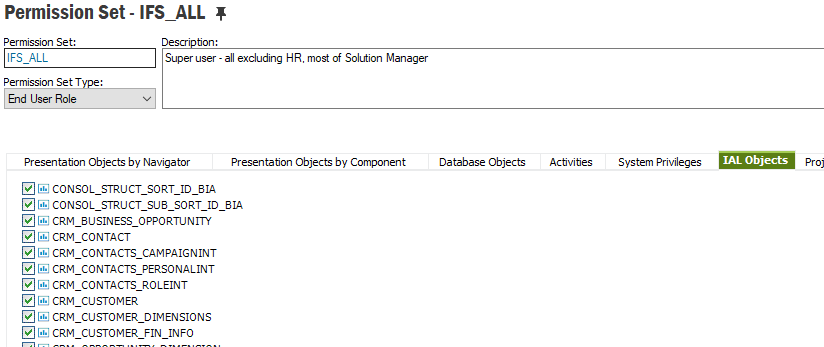 Permission Set - IFS_ALL
Permission Set: Description:
IFS_ALL Super user - all excluding HR, most of Solution Manager
Permission Set Type:
End User Role
Presentation Objects by Navigator Presentation Objects by Component Database Objects Activities System Privileges IAL Objects Proj
CONSOL_STRUCT_SORT_ID_BIA
CONSOL_STRUCT_SUB_SORT_ID_BIA
CRM_BUSINESS_OPPORTUNITY
CRM_CONTACT
CRM_CONTACTS_CAMPAIGNINT
CRM_CONTACTS_PERSONALINT
CRM_CONTACTS_ROLEINT
CRM_CUSTOMER
CRM_CUSTOMER_DIMENSIONS
CRM_CUSTOMER_FIN_INFO
CRM_OPPORTUNITY_DIMENSION